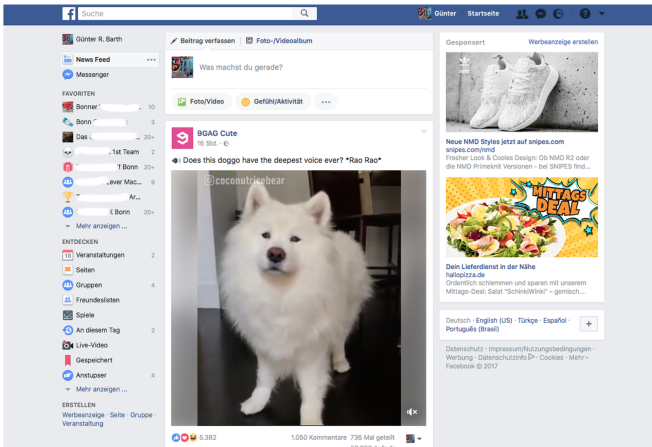 Suche
Günter Startseite
Günter R. Barth
News Feed
Messenger
FAVORITEN
Bonner ... 10
Bonn 3
Das ... 20+
1st Team 2
Bonn 20+
ever Mac... 9
Ar...
Bonn 20+
Mehr anzeigen ...
ENTDECKEN
18 Veranstaltungen 2
Seiten
Gruppen 4
Freundeslisten
Spiele
An diesem Tag 2
Live-Video
Gespeichert
Anstupser 4
Mehr anzeigen ...
ERSTELLEN
Werbeanzeige · Seite · Gruppe ·
Veranstaltung
Beitrag verfassen Foto-/Videoalbum
Was machst du gerade?
Foto/Video Gefühl/Aktivität
9GAG Cute
16 Std. ·
Does this doggo have the deepest voice ever? *Rao Rao*
@coconutricebear
5.382 1.050 Kommentare 736 Mal geteilt
Gesponsert Werbeanzeige erstellen
Neue NMD Styles jetzt auf snipes.com
snipes.com/nmd
Fresher Look & Cooles Design: Ob NMD R2 oder
die NMD Primeknit Versionen – bei SNIPES find...
MITTAGS
DEAL
Dein Lieferdienst in der Nähe
hallopizza.de
Ordentlich schlemmen und sparen mit unserem
Mittags-Deal: Salat "SchinkiWinki" – gemisch...
Deutsch · English (US) · Türkçe · Español ·
Português (Brasil)
Datenschutz · Impressum/Nutzungsbedingungen ·
Werbung · Datenschutzinfo · Cookies · Mehr
Facebook © 2017